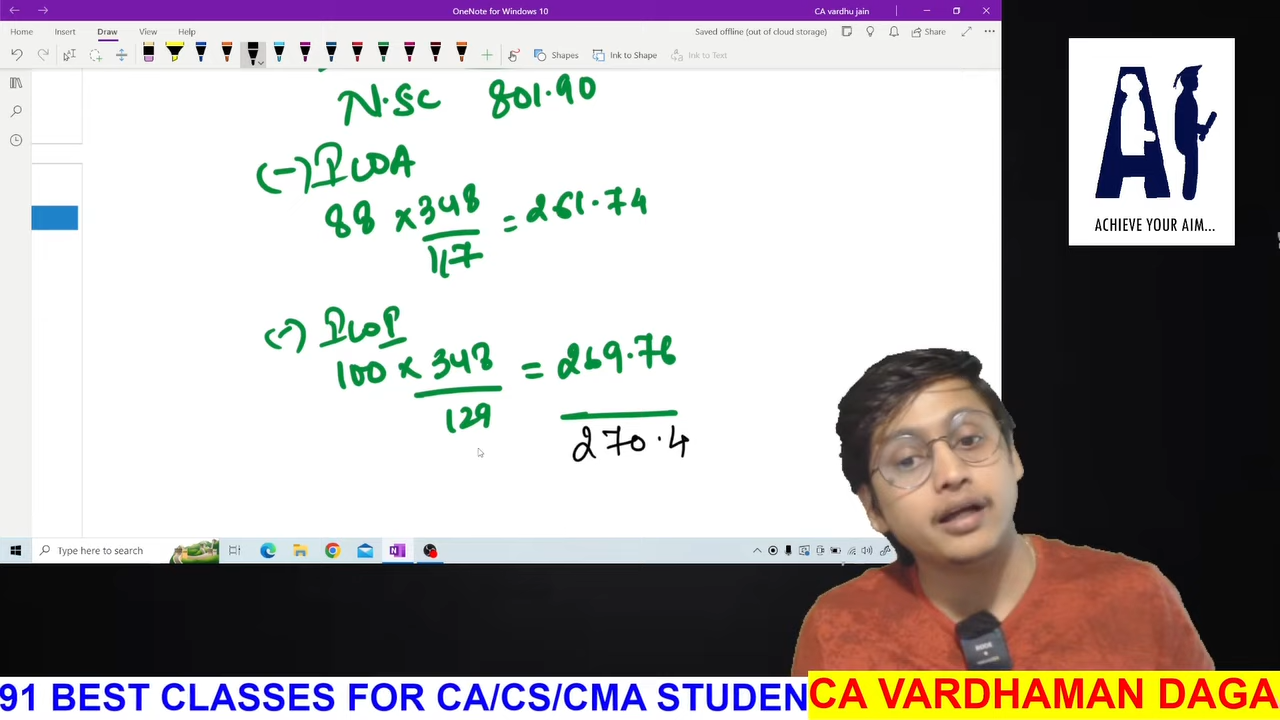 OneNote for Windows 10
CA vardhu jain
Home Insert Draw View Help
Saved offline (out of cloud storage)
Share
Shapes
Ink to Shape
Ink to Text
N.SC 801.90
(-) ICOA
88 × 348 = 261.74
117
(-) ICOP
100 × 348 = 269.76
129
270.4
Type here to search
ACHIEVE YOUR AIM...
91 BEST CLASSES FOR CA/CS/CMA STUDEN
CA VARDHAMAN DAGA